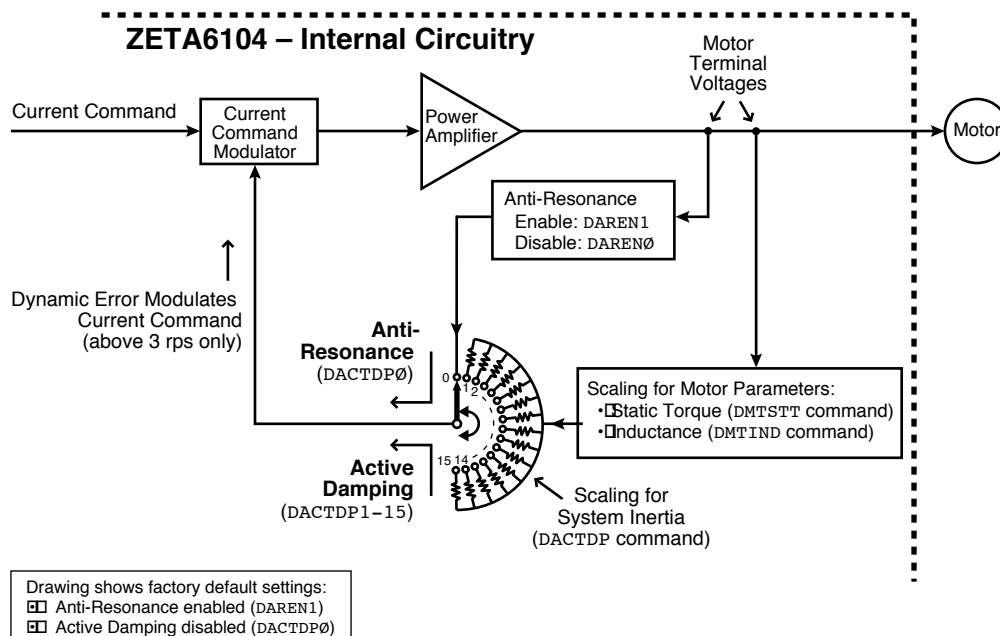 ZETA6104 – Internal Circuitry
Motor
Terminal
Voltages
Current Command
Current
Command
Modulator
Power
Amplifier
Motor
Anti-Resonance
Enable: DAREN1
Disable: DARENØ
Dynamic Error Modulates
Current Command
(above 3 rps only)
Anti-
Resonance
(DACTDPØ)
0
1
2
15 14
Scaling for Motor Parameters:
• Static Torque (DMTSTT command)
• Inductance (DMTIND command)
Active
Damping
(DACTDP1-15)
Scaling for
System Inertia
(DACTDP command)
Drawing shows factory default settings:
Anti-Resonance enabled (DAREN1)
Active Damping disabled (DACTDPØ)